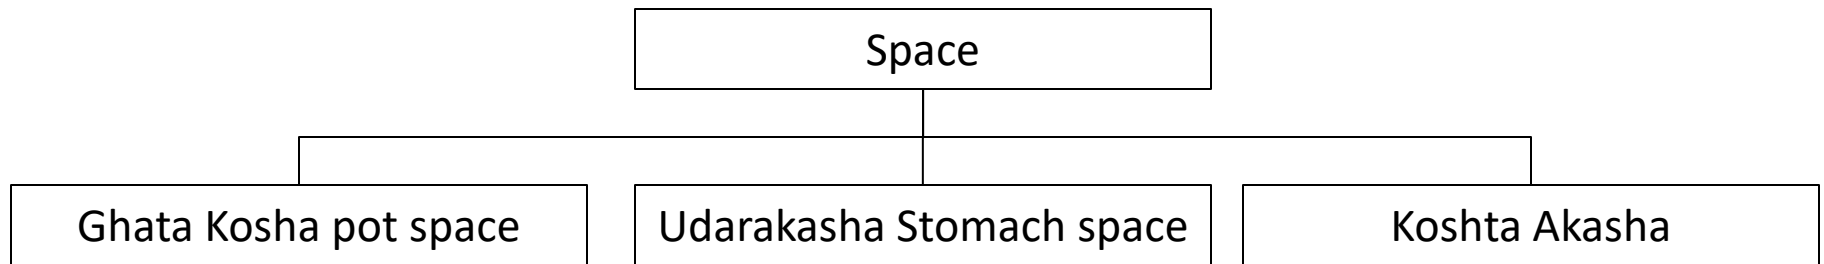 Space
Ghata Kosha pot space
Udarakasha Stomach space
Koshta Akasha